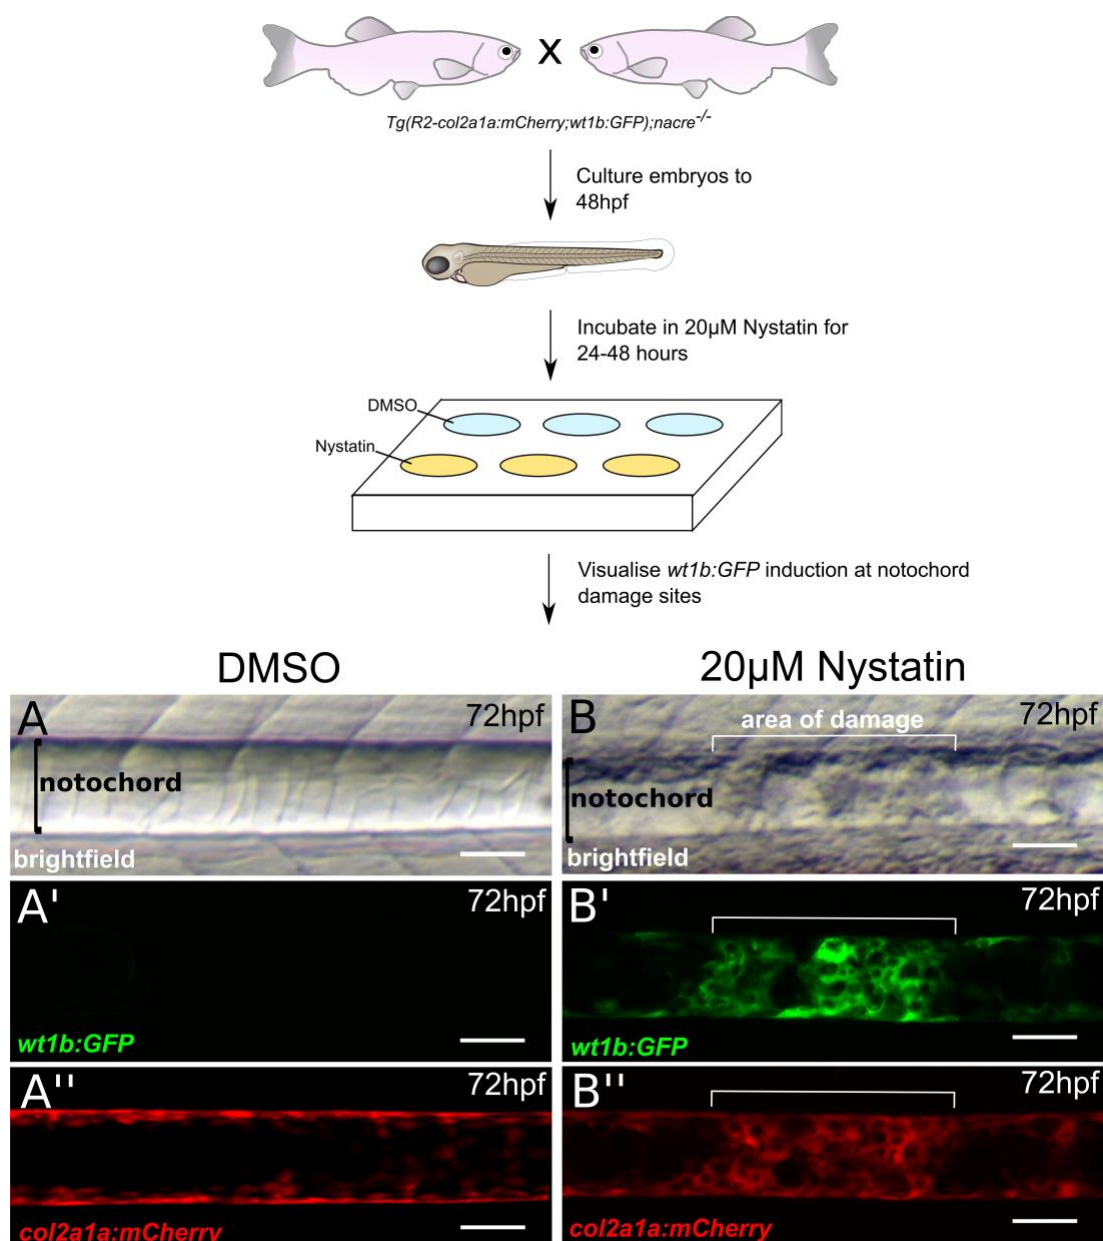 X
Tg(R2-col2a1a:mCherry;wt1b:GFP);nacre-/-
Culture embryos to
48hpf
Incubate in 20µM Nystatin for
24-48 hours
DMSO
Nystatin
Visualise wt1b:GFP induction at notochord
damage sites
DMSO
20µM Nystatin
A
72hpf
notochord
brightfield
B
area of damage
72hpf
notochord
brightfield
A'
72hpf
wt1b:GFP
B'
72hpf
wt1b:GFP
A''
72hpf
col2a1a:mCherry
B''
72hpf
col2a1a:mCherry